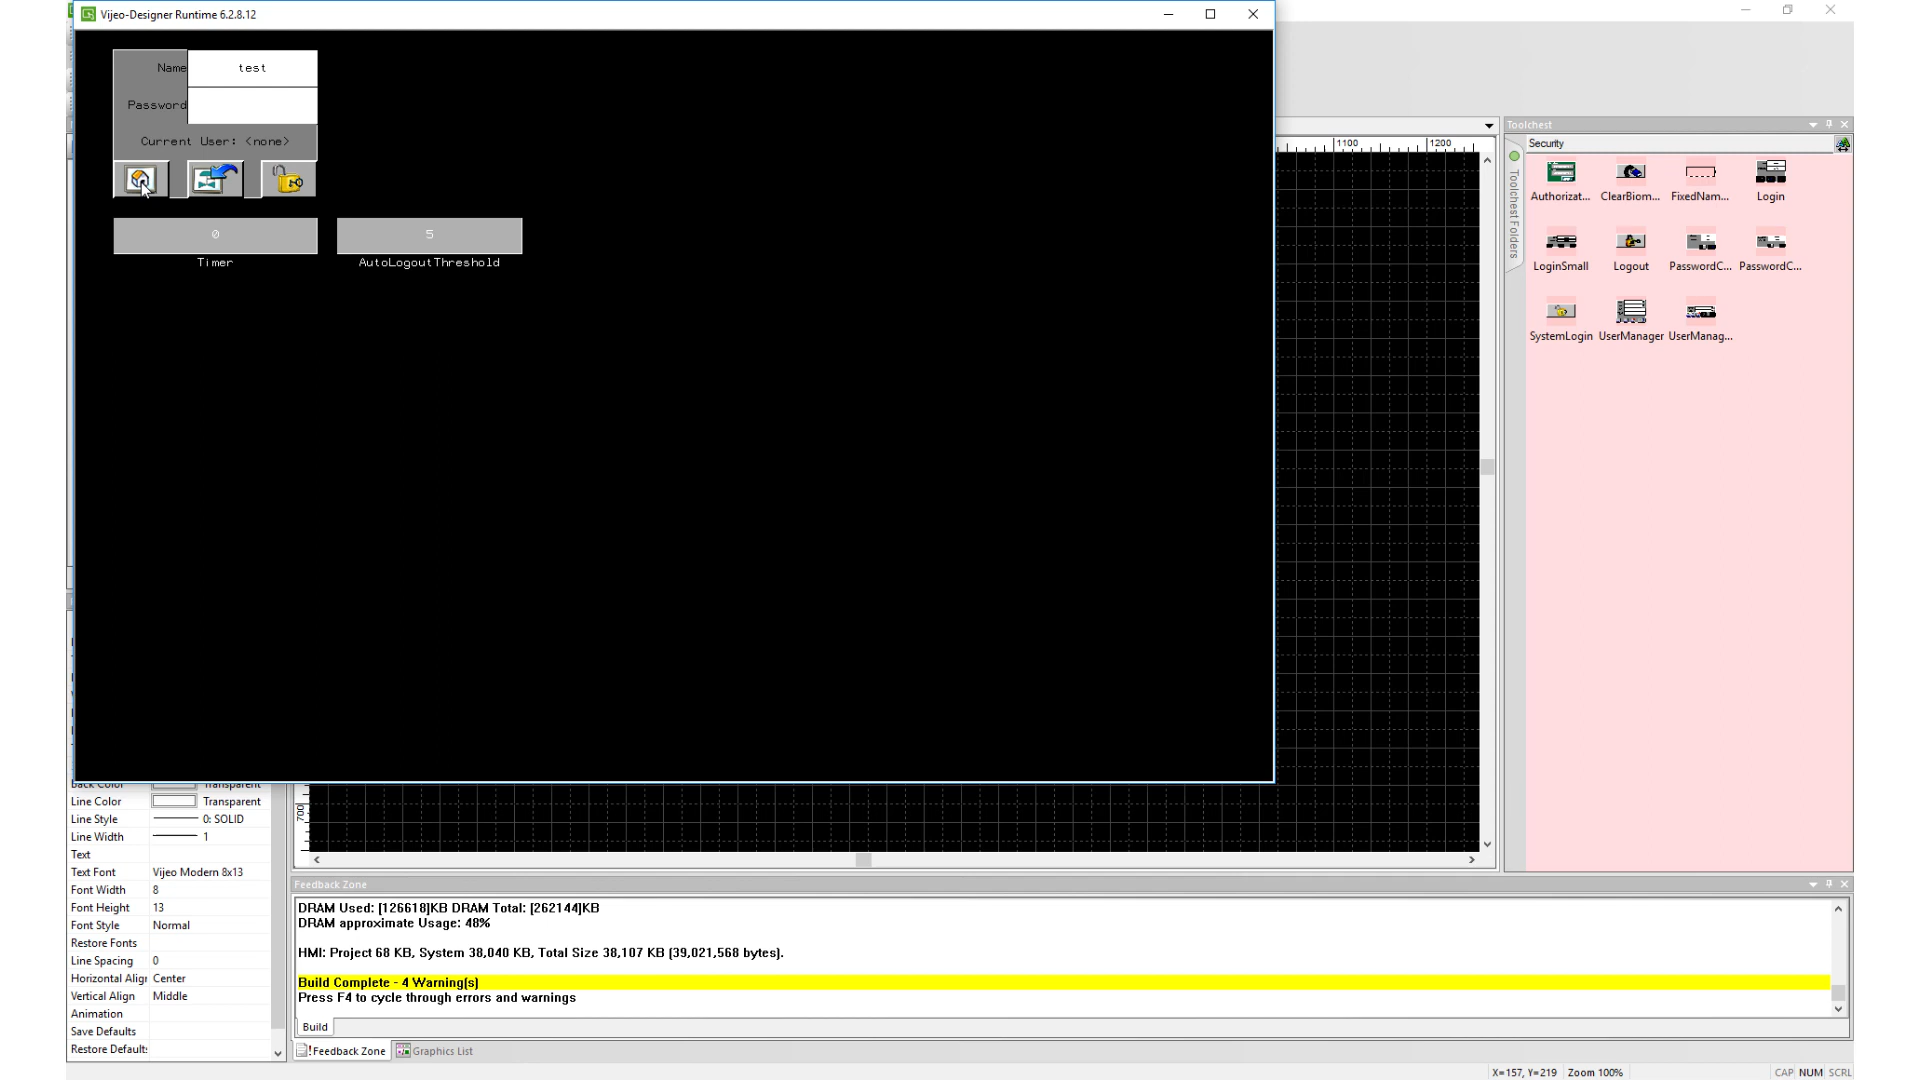 Vijeo-Designer Runtime 6.2.8.12
Name test
Password
Current User: <none>
0 5
Timer AutoLogoutThreshold
1100 1200
Toolchest
Security
Toolchest Folders
Authorizat... ClearBiom... FixedNam... Login
LoginSmall Logout PasswordC... PasswordC...
SystemLogin UserManager UserManag...
Back Color Transparent
Line Color Transparent
Line Style 0: SOLID
Line Width 1
Text
Text Font Vijeo Modern 8x13
Font Width 8
Font Height 13
Font Style Normal
Restore Fonts
Line Spacing 0
Horizontal Align Center
Vertical Align Middle
Animation
Save Defaults
Restore Defaults
700
Feedback Zone
DRAM Used: [126618]KB DRAM Total: [262144]KB
DRAM approximate Usage: 48%
HMI: Project 68 KB, System 38,040 KB, Total Size 38,107 KB (39,021,568 bytes).
Build Complete - 4 Warning(s)
Press F4 to cycle through errors and warnings
Build
!Feedback Zone Graphics List
X=157, Y=219 Zoom 100% CAP NUM SCRL